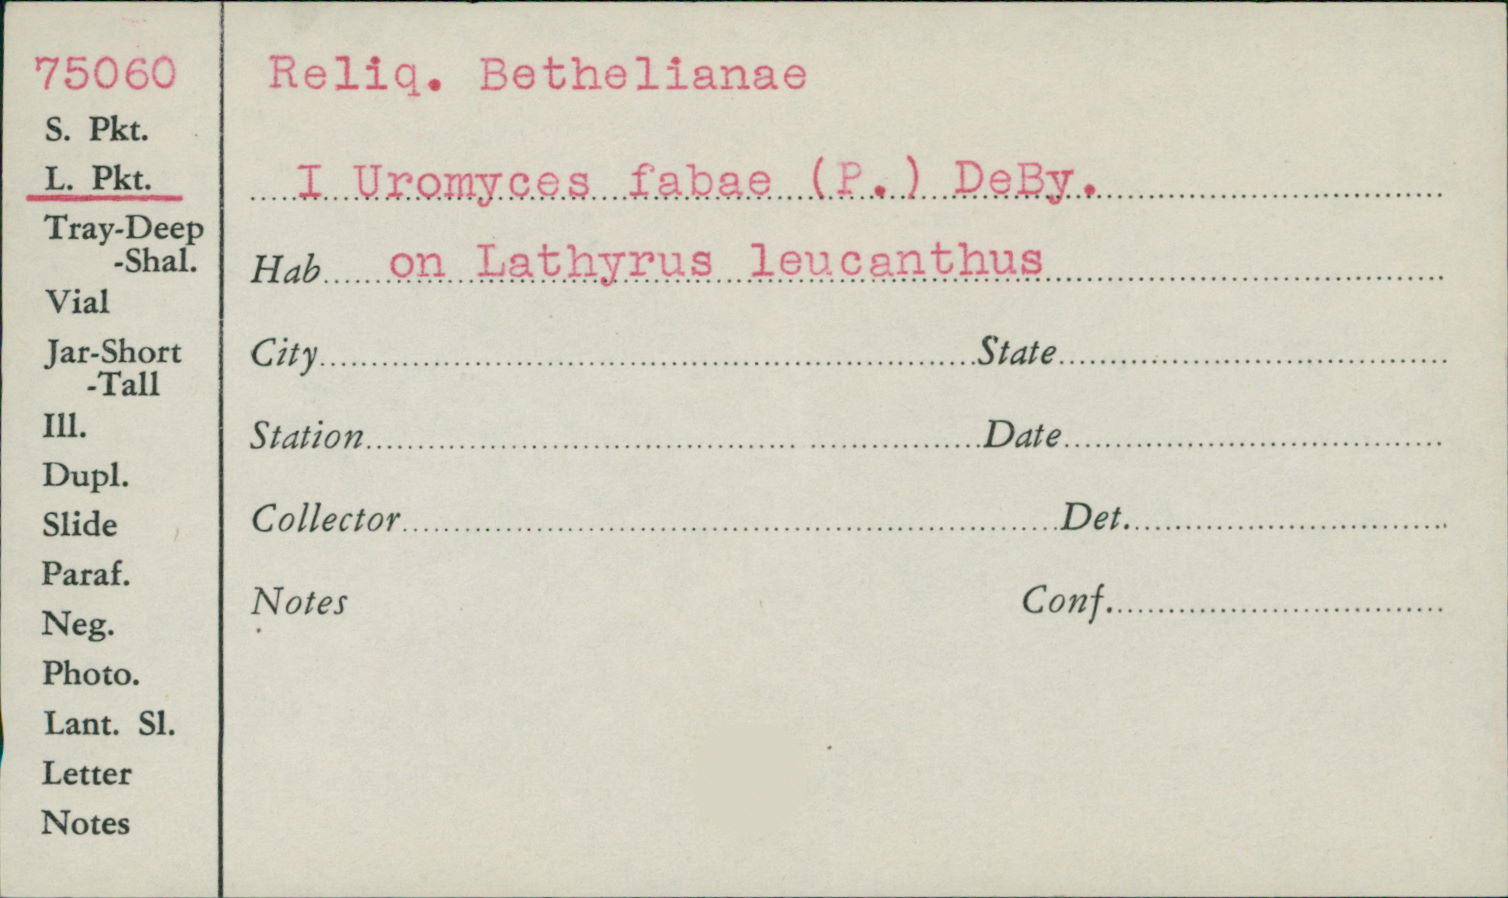 75060
S. Pkt.
L. Pkt.
Tray-Deep
-Shal.
Vial
Jar-Short
-Tall
Ill.
Dupl.
Slide
Paraf.
Neg.
Photo.
Lant. Sl.
Letter
Notes
Reliq. Bethelianae
I Uromyces fabae (P.) DeBy.
Hab on Lathyrus leucanthus
City State
Station Date
Collector Det.
Notes Conf.